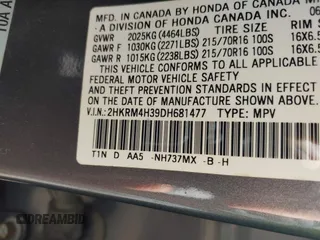 MFD. IN CANADA BY HONDA OF CANADA M
- A DIVISION OF HONDA CANADA INC. 06
GVWR 2025KG(4464LBS) TIRE SIZE RIM S
GAWR F 1030KG(2271LBS) 215/70R16 100S 16X6.5
GAWR R 1015KG(2238LBS) 215/70R16 100S 16X6.5
THIS VEHICLE CONFORMS TO ALL APPLICABLE
FEDERAL MOTOR VEHICLE SAFETY AND
THEFT PREVENTION STANDARDS IN EFFECT
ON THE DATE OF MANUFACTURE SHOWN ABOVE
V.I.N.:2HKRM4H39DH681477 TYPE: MPV
T1N D AA5 -NH737MX -B -H
10A A
DREAMBID